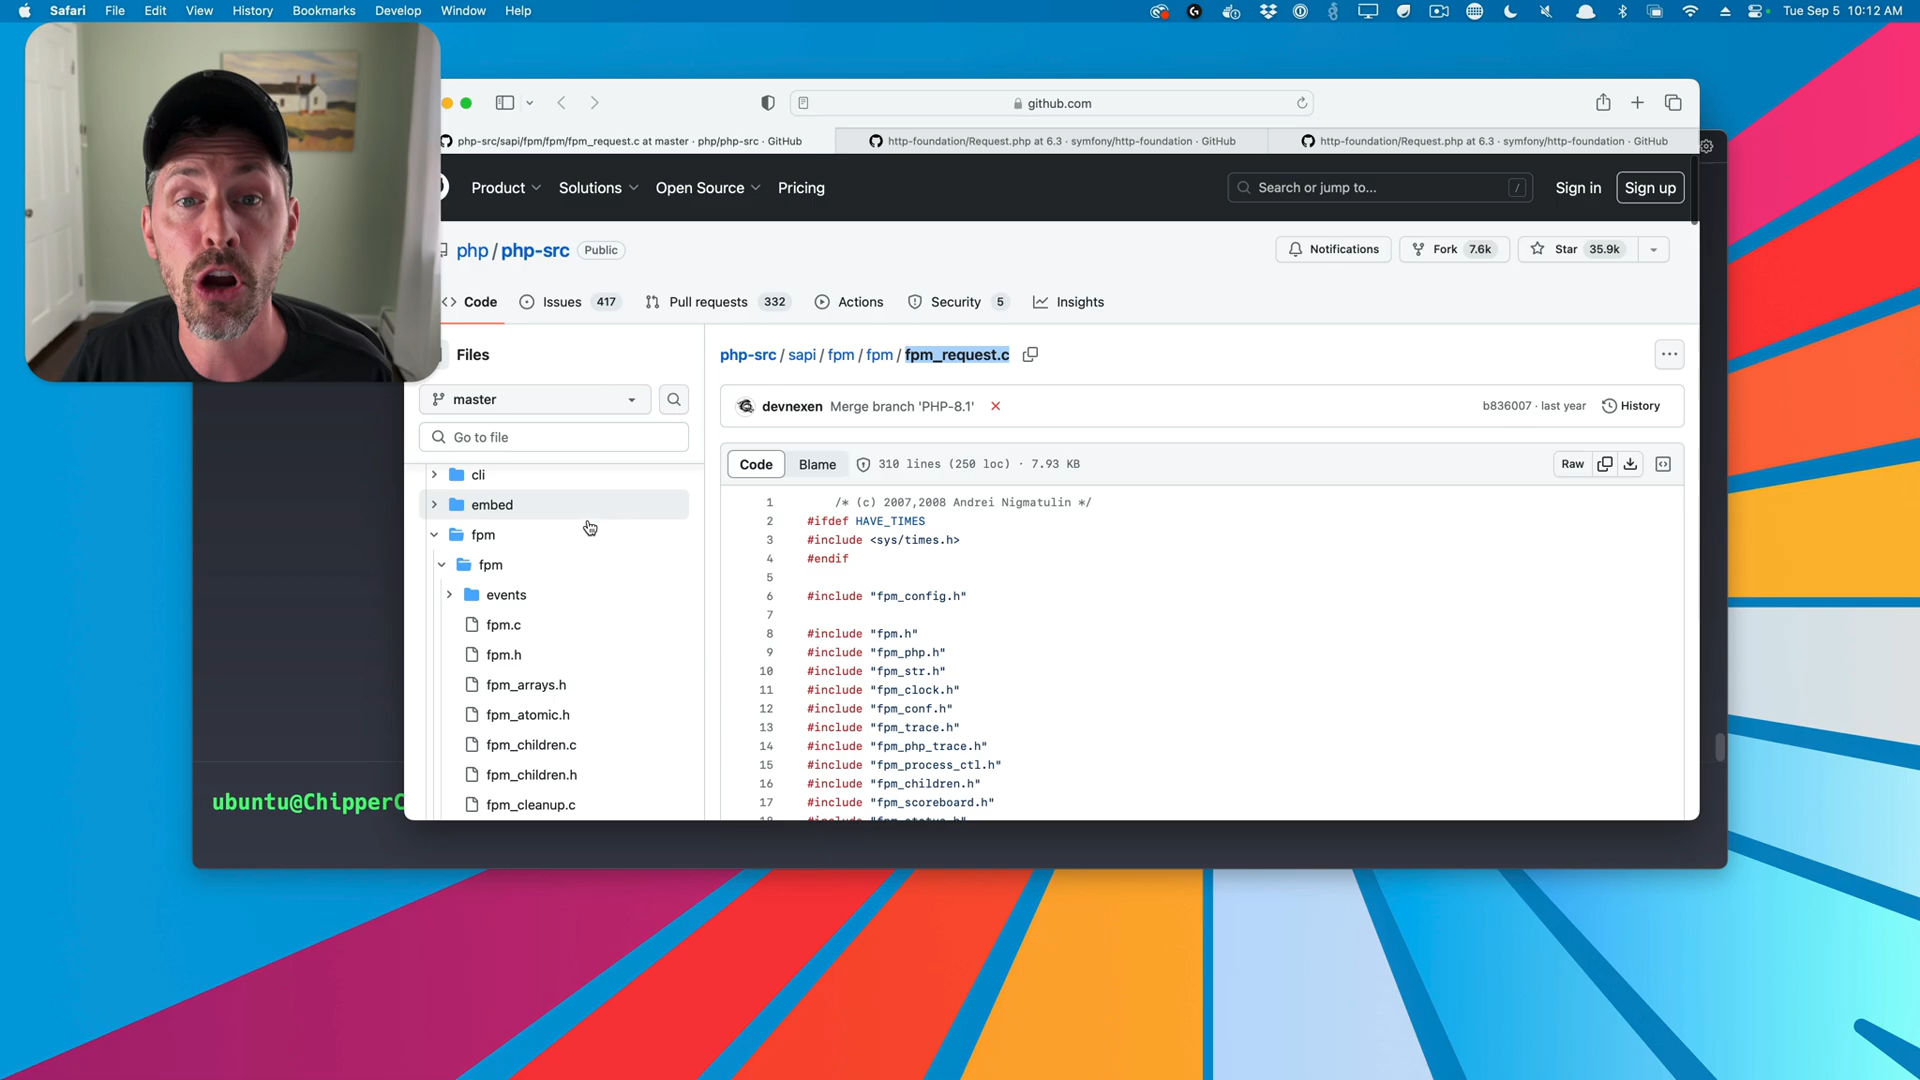 Safari File Edit View History Bookmarks Develop Window Help Tue Sep 5 10:12 AM
github.com
php-src/sapi/fpm/fpm/fpm_request.c at master · php/php-src · GitHub
http-foundation/Request.php at 6.3 · symfony/http-foundation · GitHub
http-foundation/Request.php at 6.3 · symfony/http-foundation · GitHub
Product Solutions Open Source Pricing Search or jump to... / Sign in Sign up
php / php-src Public Notifications Fork 7.6k Star 35.9k
Code Issues 417 Pull requests 332 Actions Security 5 Insights
Files
master
Go to file
cli
embed
fpm
fpm
events
fpm.c
fpm.h
fpm_arrays.h
fpm_atomic.h
fpm_children.c
fpm_children.h
fpm_cleanup.c
php-src / sapi / fpm / fpm / fpm_request.c
devnexen Merge branch 'PHP-8.1' b836007 · last year History
Code Blame 310 lines (250 loc) · 7.93 KB Raw
1 /* (c) 2007,2008 Andrei Nigmatulin */
2 #ifdef HAVE_TIMES
3 #include <sys/times.h>
4 #endif
5
6 #include "fpm_config.h"
7
8 #include "fpm.h"
9 #include "fpm_php.h"
10 #include "fpm_str.h"
11 #include "fpm_clock.h"
12 #include "fpm_conf.h"
13 #include "fpm_trace.h"
14 #include "fpm_php_trace.h"
15 #include "fpm_process_ctl.h"
16 #include "fpm_children.h"
17 #include "fpm_scoreboard.h"
18 #include "fpm_status.h"
ubuntu@ChipperC